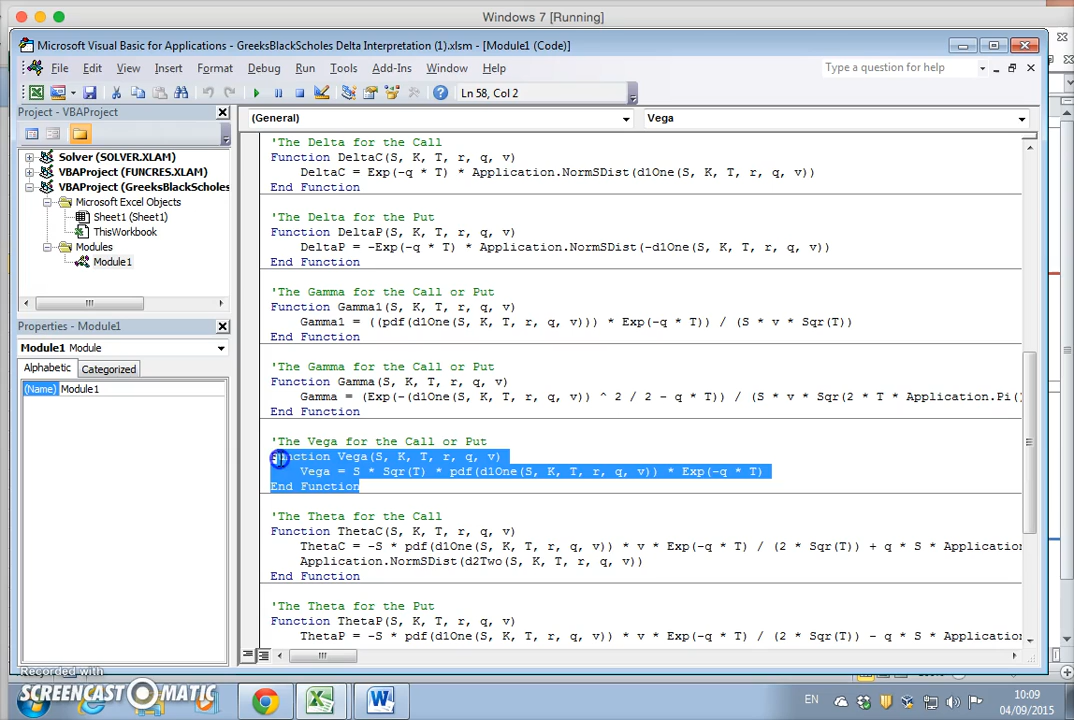 Windows 7 [Running]
Microsoft Visual Basic for Applications - GreeksBlackScholes Delta Interpretation (1).xlsm - [Module1 (Code)]
File Edit View Insert Format Debug Run Tools Add-Ins Window Help
Type a question for help
Ln 58, Col 2
Project - VBAProject
(General)
Vega
Solver (SOLVER.XLAM)
VBAProject (FUNCRES.XLAM)
VBAProject (GreeksBlackScholes
Microsoft Excel Objects
Sheet1 (Sheet1)
ThisWorkbook
Modules
Module1
Properties - Module1
Module1 Module
Alphabetic Categorized
(Name) Module1
'The Delta for the Call
Function DeltaC(S, K, T, r, q, v)
DeltaC = Exp(-q * T) * Application.NormSDist(d1One(S, K, T, r, q, v))
End Function
'The Delta for the Put
Function DeltaP(S, K, T, r, q, v)
DeltaP = -Exp(-q * T) * Application.NormSDist(-d1One(S, K, T, r, q, v))
End Function
'The Gamma for the Call or Put
Function Gamma1(S, K, T, r, q, v)
Gamma1 = ((pdf(d1One(S, K, T, r, q, v))) * Exp(-q * T)) / (S * v * Sqr(T))
End Function
'The Gamma for the Call or Put
Function Gamma(S, K, T, r, q, v)
Gamma = (Exp(-(d1One(S, K, T, r, q, v)) ^ 2 / 2 - q * T)) / (S * v * Sqr(2 * T * Application.Pi()
End Function
'The Vega for the Call or Put
Function Vega(S, K, T, r, q, v)
Vega = S * Sqr(T) * pdf(d1One(S, K, T, r, q, v)) * Exp(-q * T)
End Function
'The Theta for the Call
Function ThetaC(S, K, T, r, q, v)
ThetaC = -S * pdf(d1One(S, K, T, r, q, v)) * v * Exp(-q * T) / (2 * Sqr(T)) + q * S * Application
Application.NormSDist(d2Two(S, K, T, r, q, v))
End Function
'The Theta for the Put
Function ThetaP(S, K, T, r, q, v)
ThetaP = -S * pdf(d1One(S, K, T, r, q, v)) * v * Exp(-q * T) / (2 * Sqr(T)) - q * S * Application
Recorded with
SCREENCAST MATIC
EN
10:09
04/09/2015